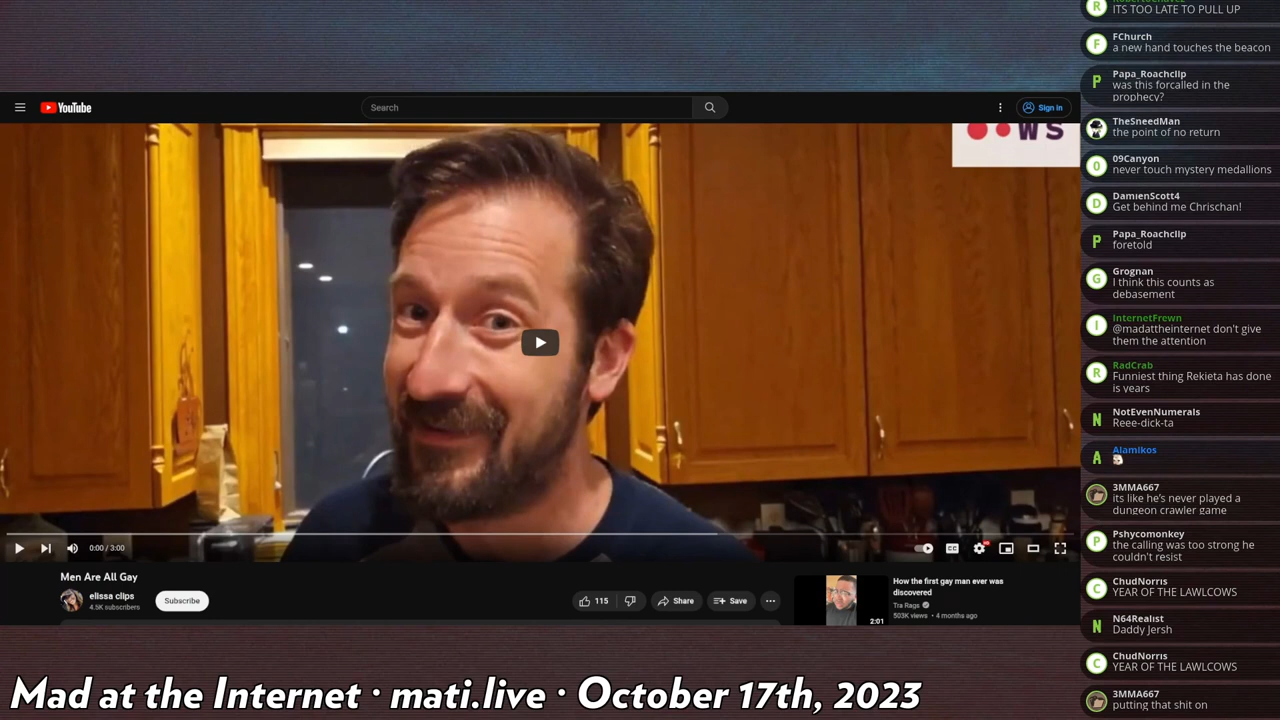 YouTube
Search
Sign in
WS
0:00 / 3:00
CC
Men Are All Gay
elissa clips
4.5K subscribers
Subscribe
115
Share
Save
2:01
How the first gay man ever was
discovered
Tra Rags
503K views • 4 months ago
Mad at the Internet · mati.live · October 17th, 2023
R
ITS TOO LATE TO PULL UP
F
FChurch
a new hand touches the beacon
P
Papa_Roachclip
was this forcalled in the
prophecy?
TheSneedMan
the point of no return
0
09Canyon
never touch mystery medallions
D
DamienScott4
Get behind me Chrischan!
P
Papa_Roachclip
foretold
G
Grognan
I think this counts as
debasement
I
InternetFrewn
@madattheinternet don't give
them the attention
R
RadCrab
Funniest thing Rekieta has done
is years
N
NotEvenNumerals
Reee-dick-ta
A
Alamikos
3MMA667
its like he's never played a
dungeon crawler game
P
Pshycomonkey
the calling was too strong he
couldn't resist
C
ChudNorris
YEAR OF THE LAWLCOWS
N
N64Realist
Daddy Jersh
C
ChudNorris
YEAR OF THE LAWLCOWS
3MMA667
putting that shit on